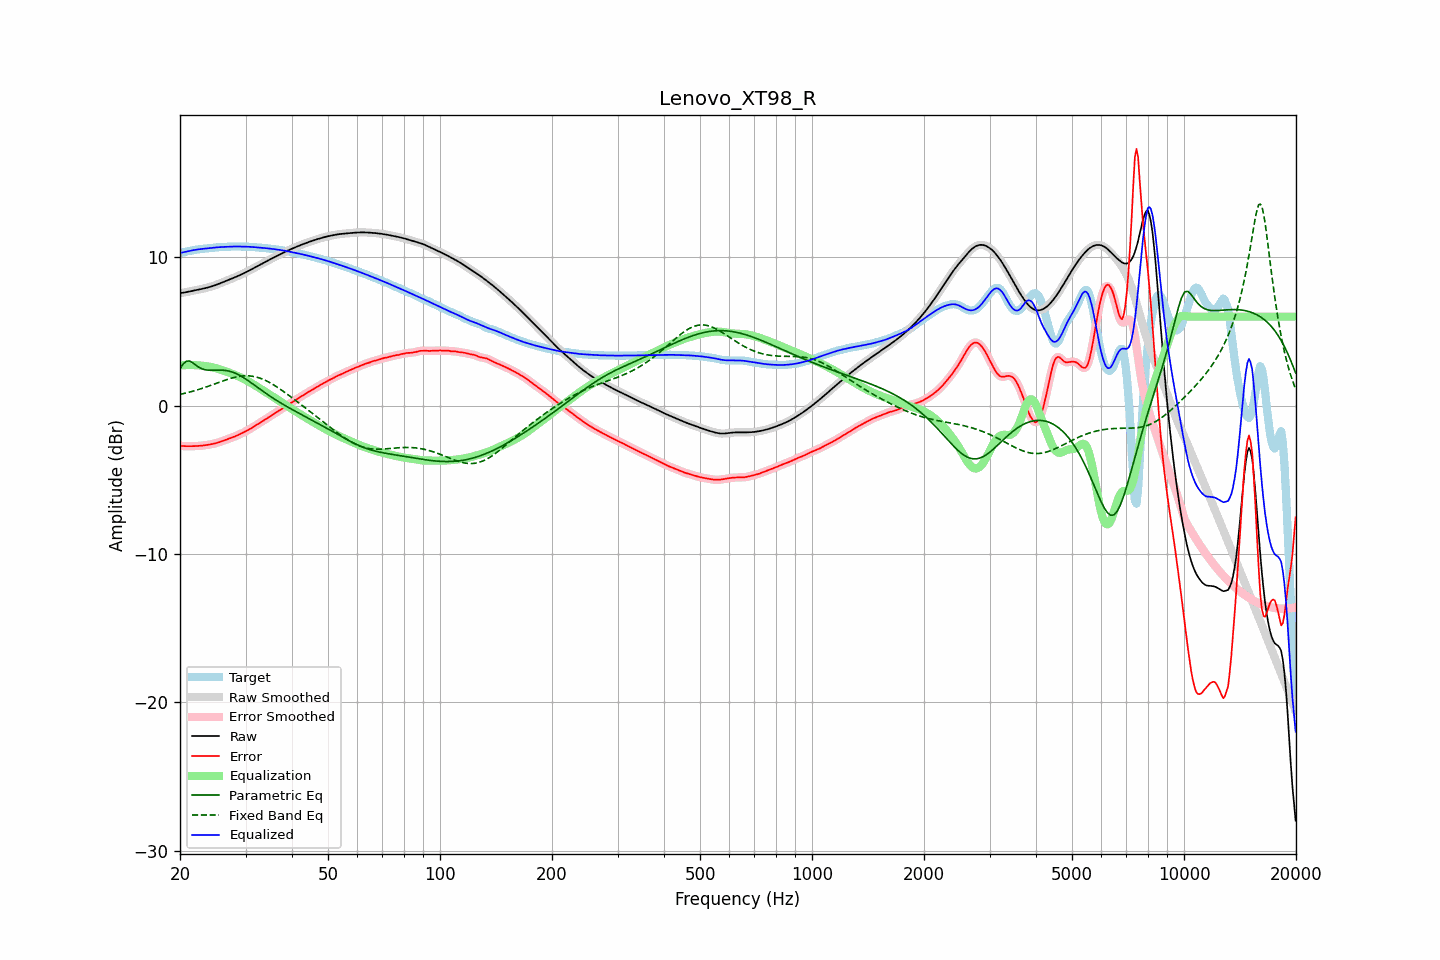 Lenovo_XT98_R
Amplitude (dBr)
10
0
−10
−20
−30
Target
Raw Smoothed
Error Smoothed
Raw
Error
Equalization
Parametric Eq
Fixed Band Eq
Equalized
20 50 100 200 500 1000 2000 5000 10000 20000
Frequency (Hz)